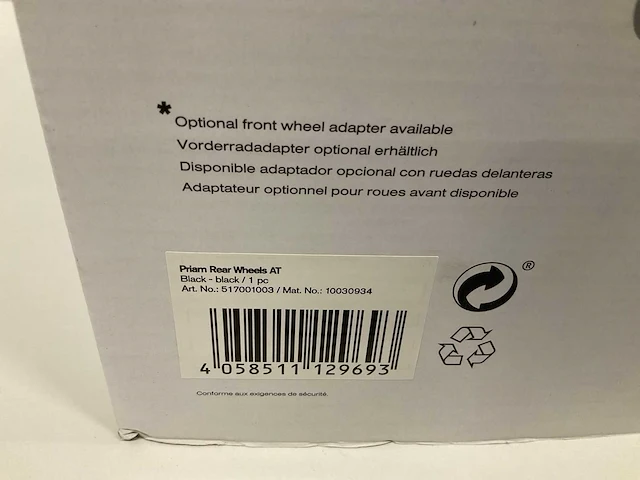 * Optional front wheel adapter available
Vorderradadapter optional erhältlich
Disponible adaptador opcional con ruedas delanteras
Adaptateur optionnel pour roues avant disponible
Priam Rear Wheels AT
Black - black / 1 pc
Art. No.: 517001003 / Mat. No.: 10030934
4 058511 129693
®
Conforme aux exigences de sécurité.